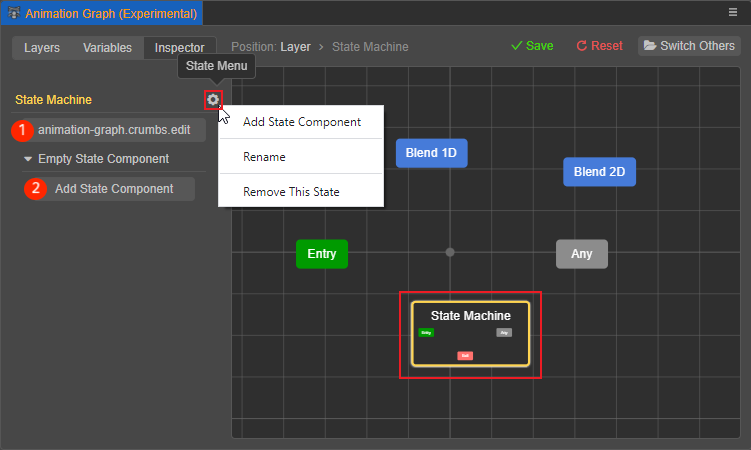 Animation Graph (Experimental)
Layers Variables Inspector Position: Layer > State Machine Save Reset Switch Others
State Menu
State Machine
Add State Component
1 animation-graph.crumbs.edit
Blend 1D
Rename
Empty State Component
Blend 2D
2 Add State Component
Remove This State
Entry
Any
State Machine
Entry Any
Exit